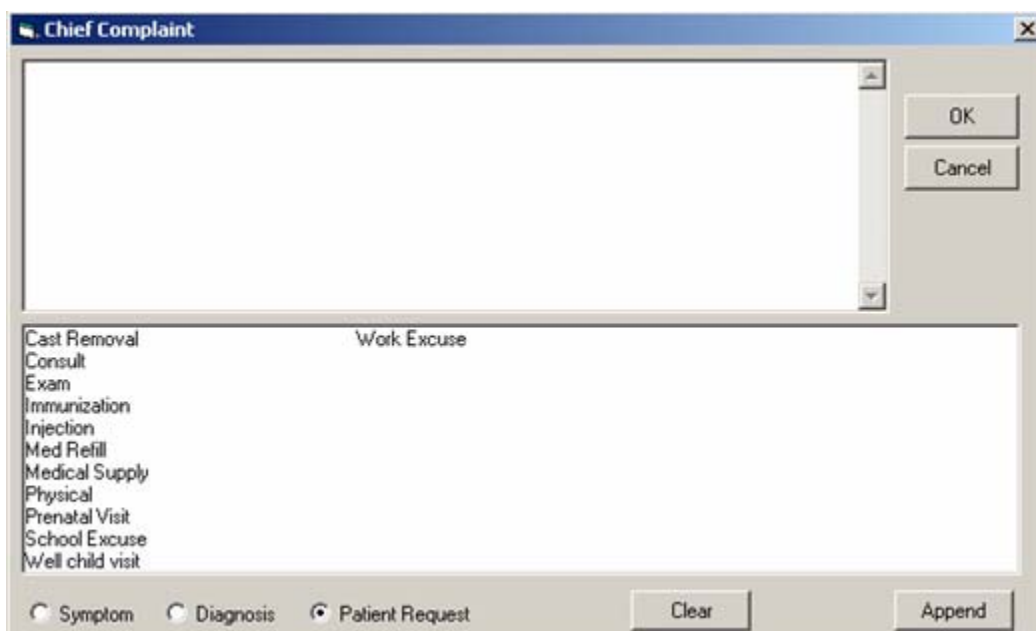 Chief Complaint
OK
Cancel
Cast Removal Work Excuse
Consult
Exam
Immunization
Injection
Med Refill
Medical Supply
Physical
Prenatal Visit
School Excuse
Well child visit
Symptom Diagnosis Patient Request Clear Append